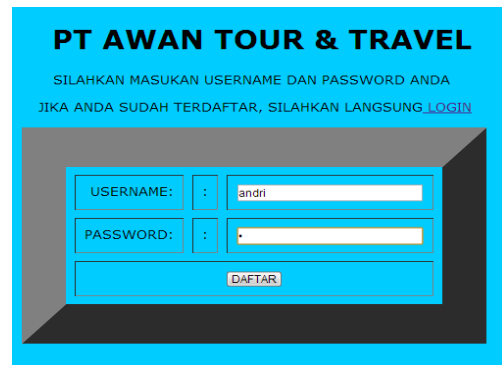 PT AWAN TOUR & TRAVEL
SILAHKAN MASUKAN USERNAME DAN PASSWORD ANDA
JIKA ANDA SUDAH TERDAFTAR, SILAHKAN LANGSUNG LOGIN
USERNAME: : andri
PASSWORD: : •
DAFTAR